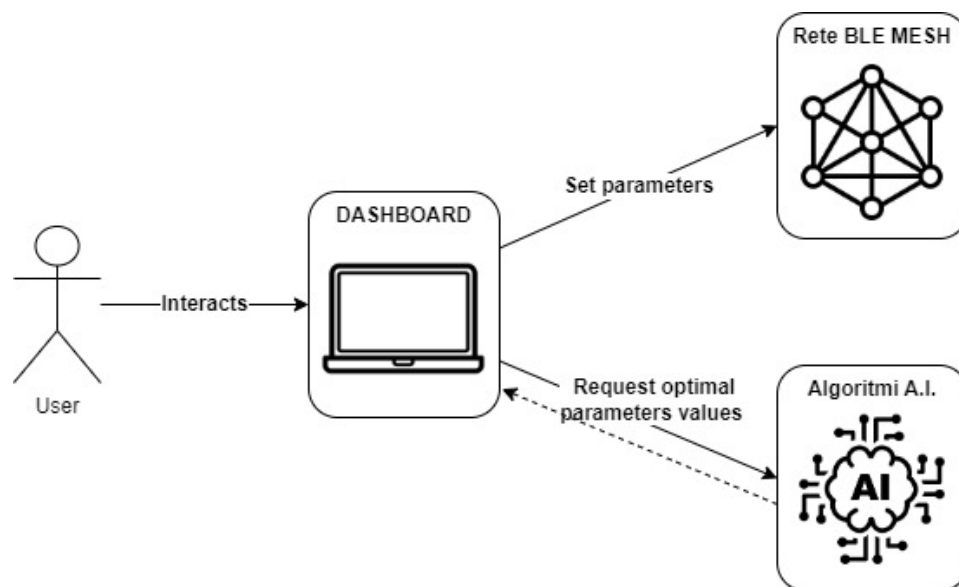 Rete BLE MESH
Set parameters
DASHBOARD
Interacts
User
Request optimal
parameters values
Algoritmi A.I.
AI